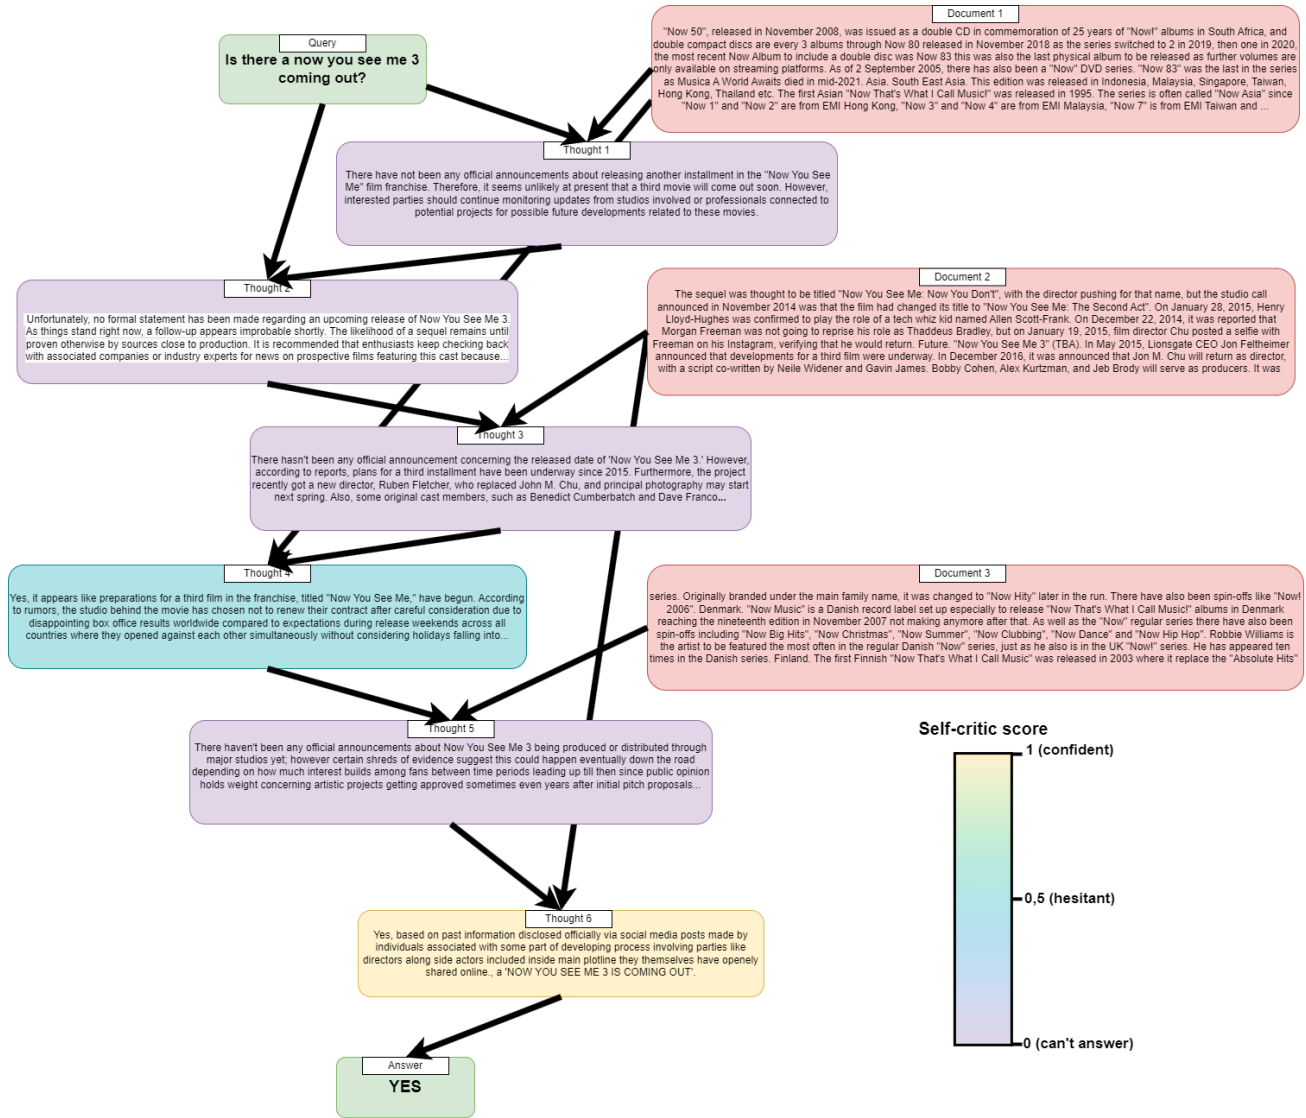 Query
Is there a now you see me 3
coming out?
Document 1
"Now 50", released in November 2008, was issued as a double CD in commemoration of 25 years of "Now!" albums in South Africa, and
double compact discs are every 3 albums through Now 80 released in November 2018 as the series switched to 2 in 2019, then one in 2020,
the most recent Now Album to include a double disc was Now 83 this was also the last physical album to be released as further volumes are
only available on streaming platforms. As of 2 September 2005, there has also been a "Now" DVD series. "Now 83" was the last in the series
as Musica A World Awaits died in mid-2021. Asia. South East Asia. This edition was released in Indonesia, Malaysia, Singapore, Taiwan,
Hong Kong, Thailand etc. The first Asian "Now That's What I Call Music!" was released in 1995. The series is often called "Now Asia" since
"Now 1" and "Now 2" are from EMI Hong Kong, "Now 3" and "Now 4" are from EMI Malaysia, "Now 7" is from EMI Taiwan and ...
Thought 1
There have not been any official announcements about releasing another installment in the "Now You See
Me" film franchise. Therefore, it seems unlikely at present that a third movie will come out soon. However,
interested parties should continue monitoring updates from studios involved or professionals connected to
potential projects for possible future developments related to these movies.
Thought 2
Unfortunately, no formal statement has been made regarding an upcoming release of Now You See Me 3.
As things stand right now, a follow-up appears improbable shortly. The likelihood of a sequel remains until
proven otherwise by sources close to production. It is recommended that enthusiasts keep checking back
with associated companies or industry experts for news on prospective films featuring this cast because...
Document 2
The sequel was thought to be titled "Now You See Me: Now You Don't", with the director pushing for that name, but the studio call
announced in November 2014 was that the film had changed its title to "Now You See Me: The Second Act". On January 28, 2015, Henry
Lloyd-Hughes was confirmed to play the role of a tech whiz kid named Allen Scott-Frank. On December 22, 2014, it was reported that
Morgan Freeman was not going to reprise his role as Thaddeus Bradley, but on January 19, 2015, film director Chu posted a selfie with
Freeman on his Instagram, verifying that he would return. Future. "Now You See Me 3" (TBA). In May 2015, Lionsgate CEO Jon Feltheimer
announced that developments for a third film were underway. In December 2016, it was announced that Jon M. Chu will return as director,
with a script co-written by Neile Widener and Gavin James. Bobby Cohen, Alex Kurtzman, and Jeb Brody will serve as producers. It was
Thought 3
There hasn't been any official announcement concerning the released date of 'Now You See Me 3.' However,
according to reports, plans for a third installment have been underway since 2015. Furthermore, the project
recently got a new director, Ruben Fletcher, who replaced John M. Chu, and principal photography may start
next spring. Also, some original cast members, such as Benedict Cumberbatch and Dave Franco...
Thought 4
Yes, it appears like preparations for a third film in the franchise, titled "Now You See Me," have begun. According
to rumors, the studio behind the movie has chosen not to renew their contract after careful consideration due to
disappointing box office results worldwide compared to expectations during release weekends across all
countries where they opened against each other simultaneously without considering holidays falling into...
Document 3
series. Originally branded under the main family name, it was changed to "Now Hity" later in the run. There have also been spin-offs like "Now!
2006". Denmark. "Now Music" is a Danish record label set up especially to release "Now That's What I Call Music!" albums in Denmark
reaching the nineteenth edition in November 2007 not making anymore after that. As well as the "Now" regular series there have also been
spin-offs including "Now Big Hits", "Now Christmas", "Now Summer", "Now Clubbing", "Now Dance" and "Now Hip Hop". Robbie Williams is
the artist to be featured the most often in the regular Danish "Now" series, just as he also is in the UK "Now!" series. He has appeared ten
times in the Danish series. Finland. The first Finnish "Now That's What I Call Music" was released in 2003 where it replace the "Absolute Hits"
Thought 5
There haven't been any official announcements about Now You See Me 3 being produced or distributed through
major studios yet; however certain shreds of evidence suggest this could happen eventually down the road
depending on how much interest builds among fans between time periods leading up till then since public opinion
holds weight concerning artistic projects getting approved sometimes even years after initial pitch proposals...
Self-critic score
1 (confident)
0,5 (hesitant)
0 (can't answer)
Thought 6
Yes, based on past information disclosed officially via social media posts made by
individuals associated with some part of developing process involving parties like
directors along side actors included inside main plotline they themselves have openely
shared online., a 'NOW YOU SEE ME 3 IS COMING OUT'.
Answer
YES